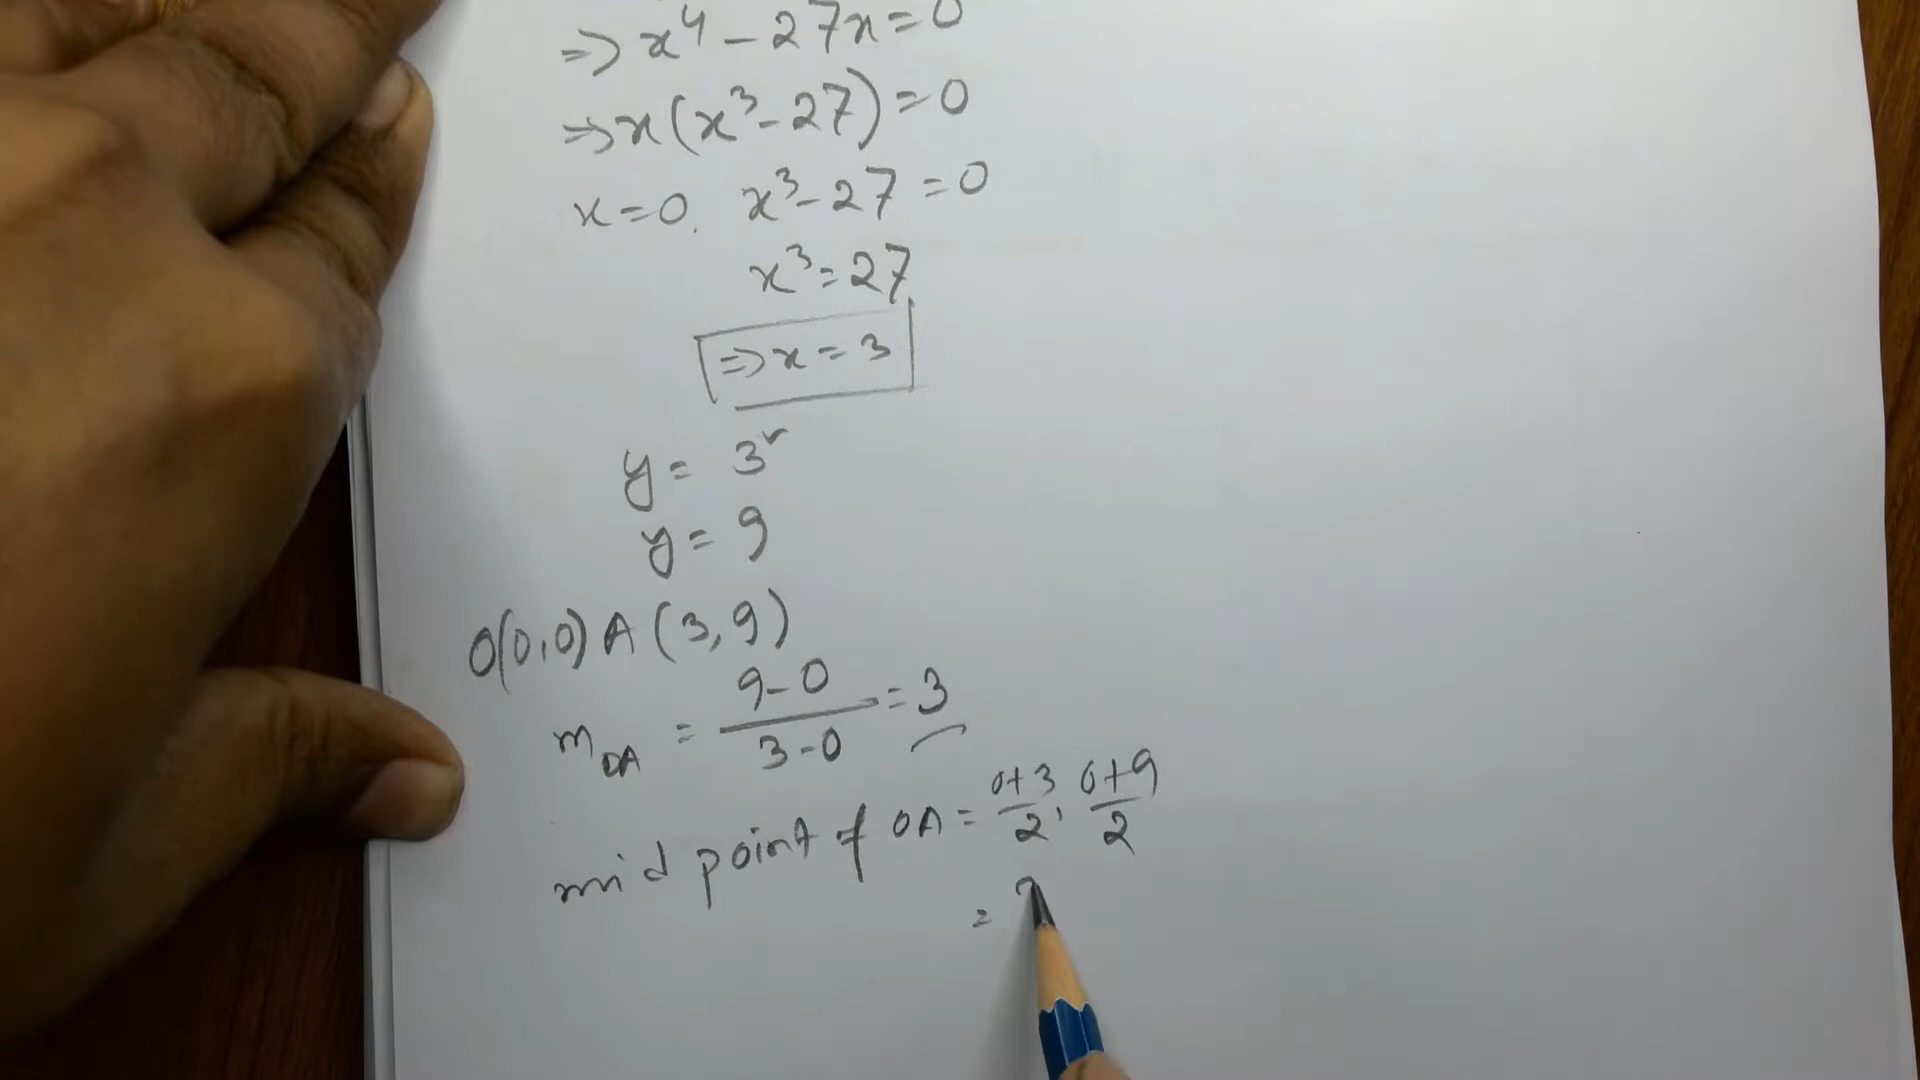 ⇒ x⁴ - 27x = 0
⇒ x(x³ - 27) = 0
x = 0, x³ - 27 = 0
x³ = 27
⇒ x = 3
y = 3²
y = 9
O(0,0) A (3, 9)
m_OA = (9-0)/(3-0) = 3
mid point of OA = (0+3)/2, (0+9)/2
=